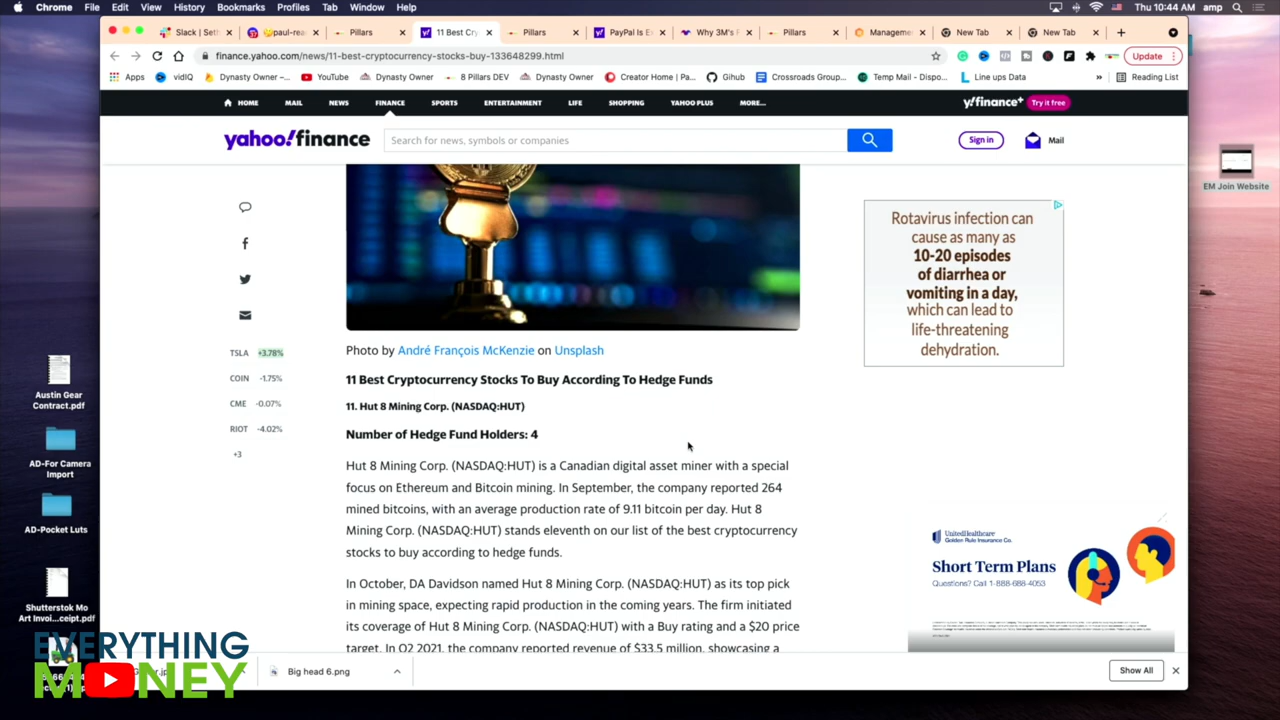 Chrome File Edit View History Bookmarks Profiles Tab Window Help
Thu 10:44 AM amp
Slack | Set
paul-rea
Pillars
11 Best Cry
Pillars
PayPal Is E
Why 3M's F
Pillars
Managem
New Tab
New Tab
finance.yahoo.com/news/11-best-cryptocurrency-stocks-buy-133648299.html
Update
Apps vidIQ Dynasty Owner -... YouTube Dynasty Owner 8 Pillars DEV Dynasty Owner Creator Home | Pa... Gihub Crossroads Group... Temp Mail - Dispo... Line ups Data » Reading List
HOME MAIL NEWS FINANCE SPORTS ENTERTAINMENT LIFE SHOPPING YAHOO PLUS MORE...
y!finance+ Try it free
yahoo!finance
Search for news, symbols or companies
Sign in
Mail
EM Join Website
TSLA +3.78%
COIN -1.75%
CME -0.07%
RIOT -4.02%
+3
Photo by André François McKenzie on Unsplash
11 Best Cryptocurrency Stocks To Buy According To Hedge Funds
11. Hut 8 Mining Corp. (NASDAQ:HUT)
Number of Hedge Fund Holders: 4
Hut 8 Mining Corp. (NASDAQ:HUT) is a Canadian digital asset miner with a special
focus on Ethereum and Bitcoin mining. In September, the company reported 264
mined bitcoins, with an average production rate of 9.11 bitcoin per day. Hut 8
Mining Corp. (NASDAQ:HUT) stands eleventh on our list of the best cryptocurrency
stocks to buy according to hedge funds.
In October, DA Davidson named Hut 8 Mining Corp. (NASDAQ:HUT) as its top pick
in mining space, expecting rapid production in the coming years. The firm initiated
its coverage of Hut 8 Mining Corp. (NASDAQ:HUT) with a Buy rating and a $20 price
target. In Q2 2021, the company reported revenue of $33.5 million, showcasing a
Rotavirus infection can
cause as many as
10-20 episodes
of diarrhea or
vomiting in a day,
which can lead to
life-threatening
dehydration.
UnitedHealthcare
Golden Rule Insurance Co.
Short Term Plans
Questions? Call 1-888-688-4053
Austin Gear
Contract.pdf
AD-For Camera
Import
AD-Pocket Luts
Shutterstok Mo
Art Invoi...ceipt.pdf
EVERYTHING
MONEY
Big head 6.png
Show All